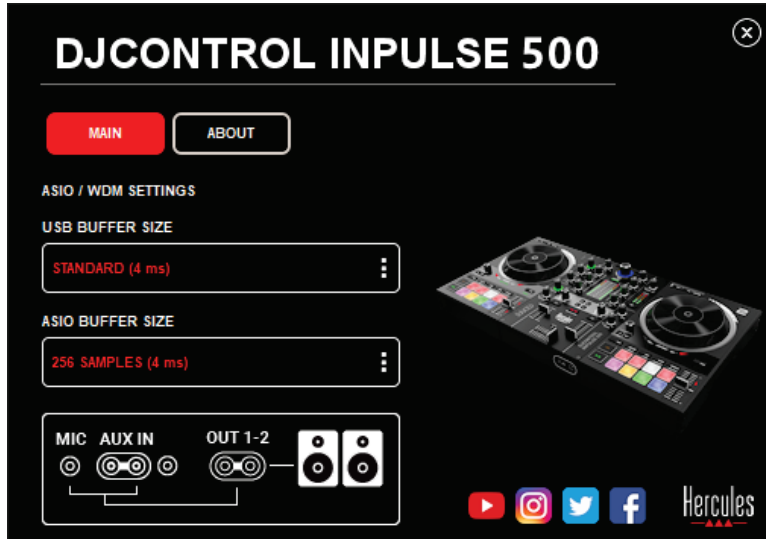 DJCONTROL INPULSE 500
MAIN
ABOUT
ASIO / WDM SETTINGS
USB BUFFER SIZE
STANDARD (4 ms)
ASIO BUFFER SIZE
256 SAMPLES (4 ms)
MIC AUX IN OUT 1-2
Hercules